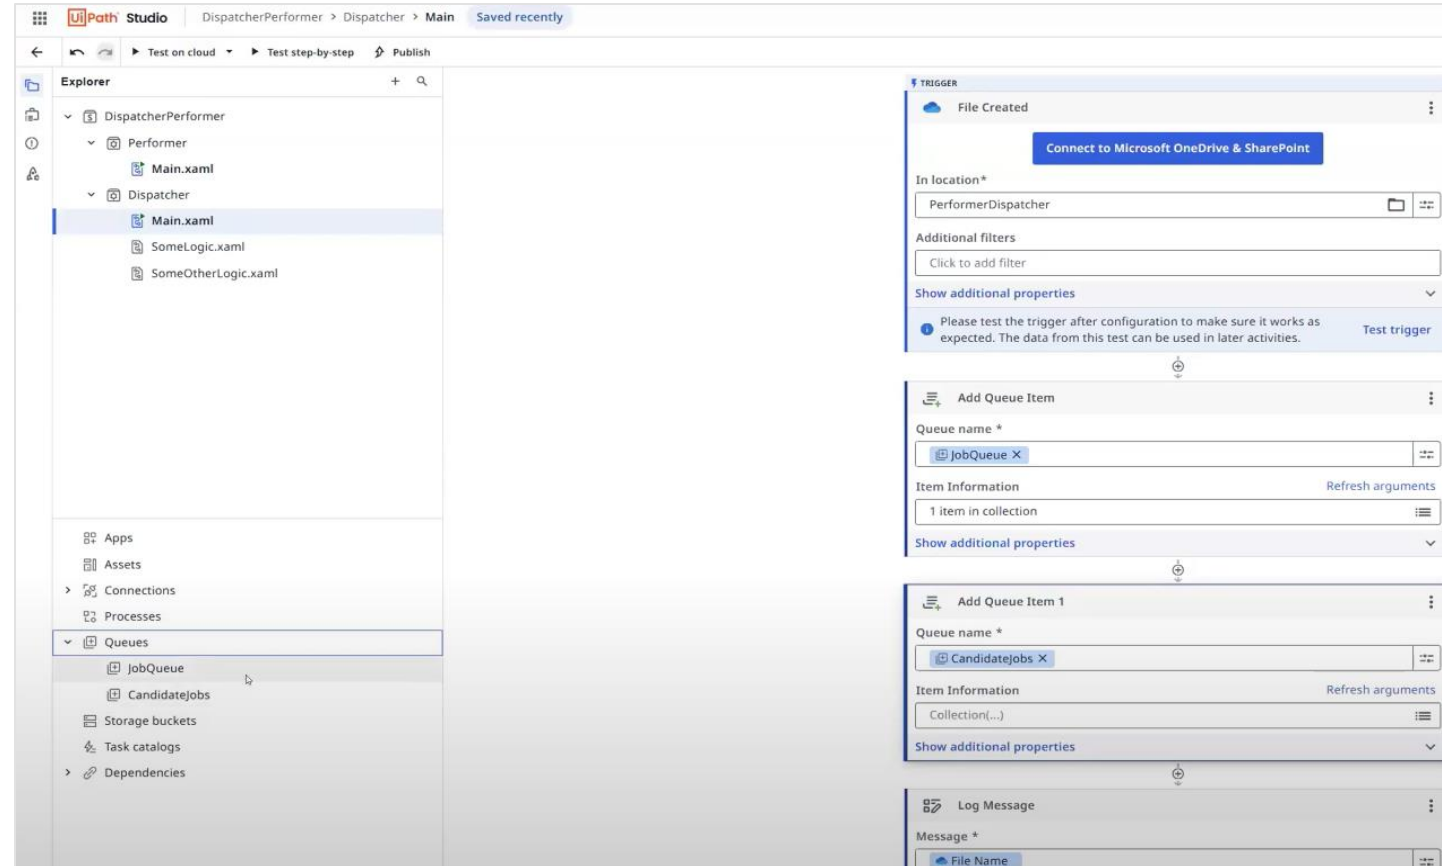 UiPath Studio DispatcherPerformer > Dispatcher > Main Saved recently
Test on cloud Test step-by-step Publish
Explorer
DispatcherPerformer
Performer
Main.xaml
Dispatcher
Main.xaml
SomeLogic.xaml
SomeOtherLogic.xaml
Apps
Assets
Connections
Processes
Queues
JobQueue
CandidateJobs
Storage buckets
Task catalogs
Dependencies
TRIGGER
File Created
Connect to Microsoft OneDrive & SharePoint
In location*
PerformerDispatcher
Additional filters
Click to add filter
Show additional properties
Please test the trigger after configuration to make sure it works as
expected. The data from this test can be used in later activities.
Test trigger
Add Queue Item
Queue name *
JobQueue
Item Information Refresh arguments
1 item in collection
Show additional properties
Add Queue Item 1
Queue name *
CandidateJobs
Item Information Refresh arguments
Collection(...)
Show additional properties
Log Message
Message *
File Name